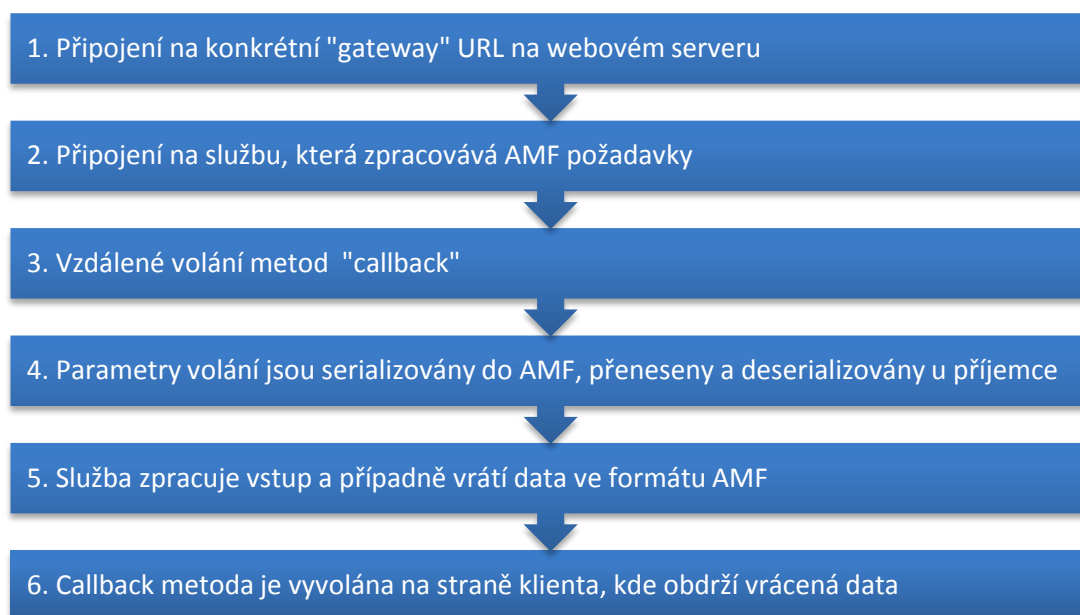 1. Připojení na konkrétní "gateway" URL na webovém serveru
2. Připojení na službu, která zpracovává AMF požadavky
3. Vzdálené volání metod "callback"
4. Parametry volání jsou serializovány do AMF, přeneseny a deserializovány u příjemce
5. Služba zpracuje vstup a případně vrátí data ve formátu AMF
6. Callback metoda je vyvolána na straně klienta, kde obdrží vrácená data